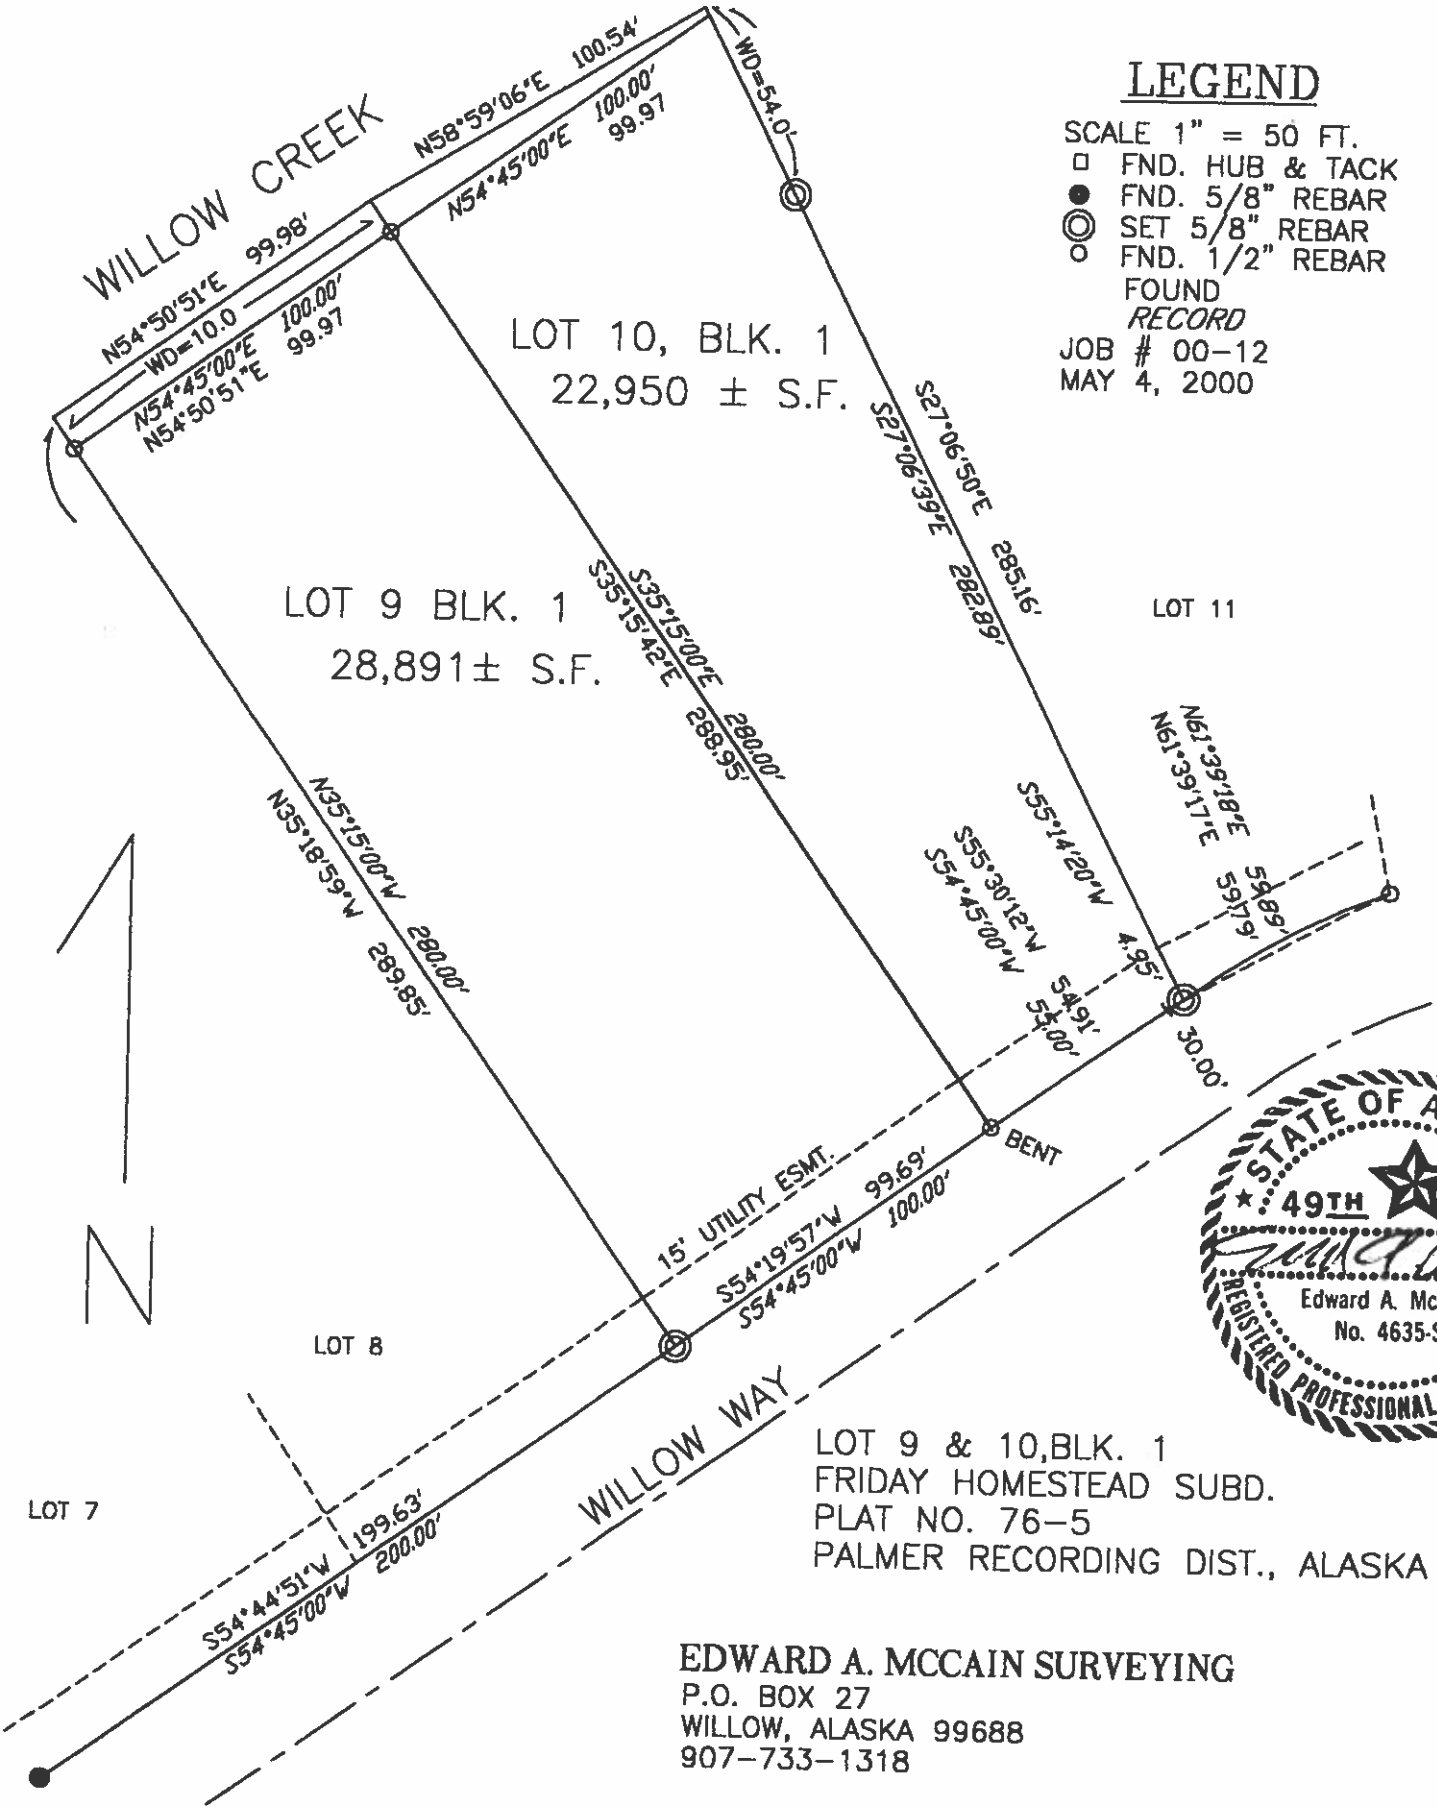 LEGEND
SCALE 1" = 50 FT.
FND. HUB & TACK
FND. 5/8" REBAR
SET 5/8" REBAR
FND. 1/2" REBAR
FOUND
RECORD
JOB # 00-12
MAY 4, 2000
WILLOW CREEK
N58°59'06"E 100.54'
N54°45'00"E 100.00'
99.97
WD=54.0'
N54°50'51"E 99.98'
WD=10.0
N54°45'00"E 100.00'
N54°50'51"E 99.97
LOT 10, BLK. 1
22,950 ± S.F.
S27°06'50"E 285.16'
S27°06'39"E 282.89'
LOT 9 BLK. 1
28,891± S.F.
S35°15'00"E 280.00'
S35°15'42"E 288.95'
LOT 11
N35°15'00"W 280.00'
N35°18'59"W 289.85'
N61°39'18"E 59.89'
N61°39'17"E 59.79'
S55°14'20"W 4.95'
S55°30'12"W 54.91'
S54°45'00"W 55.00'
30.00'
BENT
15' UTILITY ESMT.
S54°19'57"W 99.69'
S54°45'00"W 100.00'
N
LOT 8
LOT 7
WILLOW WAY
S54°44'51"W 199.63'
S54°45'00"W 200.00'
STATE OF A
49TH
Edward A. Mc
No. 4635-S
REGISTERED PROFESSIONAL
LOT 9 & 10,BLK. 1
FRIDAY HOMESTEAD SUBD.
PLAT NO. 76-5
PALMER RECORDING DIST., ALASKA
EDWARD A. MCCAIN SURVEYING
P.O. BOX 27
WILLOW, ALASKA 99688
907-733-1318